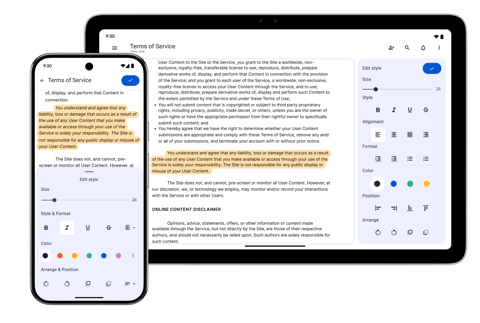 9:30
Terms of Service
of, display, and perform that Content in
connection.
You understand and agree that any
liability, loss or damage that occurs as a result
of the use of any User Content that you make
available or access through your use of the
Service is solely your responsibility. The Site is
not responsible for any public display or misuse
of your User Content.
The Site does not, and cannot, pre-
screen or monitor all User Content. However, at
Edit style
Size
24
Style & Format
B I U S
Color
Arrange & Position
9:30
Terms of Service
User Content to the Site or the Service, you grant to the Site a worldwide, non-
exclusive, royalty-free, transferable license to use, reproduce, distribute, prepare
derivative works of, display, and perform that Content in connection with the provision
of the Service; and you grant to each user of the Service, a worldwide, non-exclusive,
royalty-free license to access your User Content through the Service, and to use,
reproduce, distribute, prepare derivative works of, display and perform such Content to
the extent permitted by the Service and under these Terms of Use;
You will not submit content that is copyrighted or subject to third party proprietary
rights, including privacy, publicity, trade secret, or others, unless you are the owner of
such rights or have the appropriate permission from their rightful owner to specifically
submit such content; and
You hereby agree that we have the right to determine whether your User Content
submissions are appropriate and comply with these Terms of Service, remove any and/
or all of your submissions, and terminate your account with or without prior notice.
You understand and agree that any liability, loss or damage that occurs as a result
of the use of any User Content that you make available or access through your use of the
Service is solely your responsibility. The Site is not responsible for any public display or
misuse of your User Content.
The Site does not, and cannot, pre-screen or monitor all User Content. However, at
our discretion, we, or technology we employ, may monitor and/or record your interactions
with the Service or with other Users.
ONLINE CONTENT DISCLAIMER
Opinions, advice, statements, offers, or other information or content made
available through the Service, but not directly by the Site, are those of their respective
authors, and should not necessarily be relied upon. Such authors are solely responsible
for such content.
Edit style
Size
24
Style
B I U S
Alignment
Format
Color
Position
Arrange